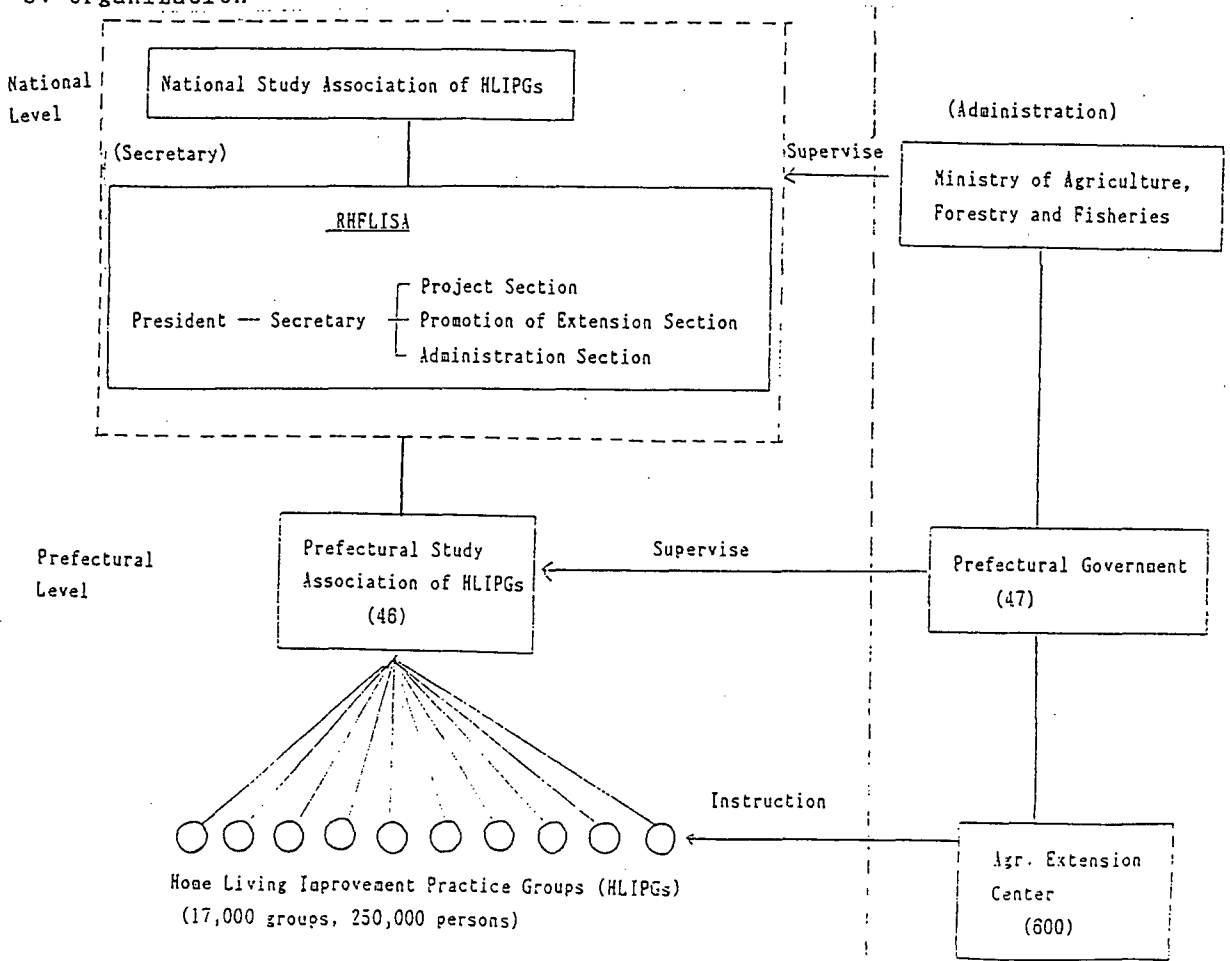 Organization
National
Level
National Study Association of HLIPGs
(Secretary)
RHFLISA
President — Secretary
Project Section
Promotion of Extension Section
Administration Section
Supervise
(Administration)
Ministry of Agriculture,
Forestry and Fisheries
Prefectural
Level
Prefectural Study
Association of HLIPGs
(46)
Supervise
Prefectural Government
(47)
Instruction
Agr. Extension
Center
(600)
Home Living Improvement Practice Groups (HLIPGs)
(17,000 groups, 250,000 persons)